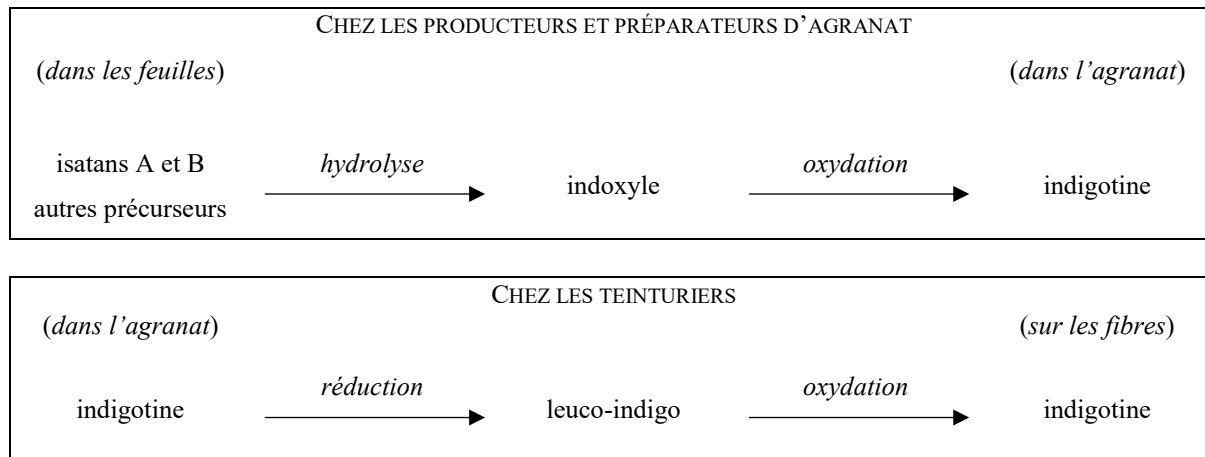 CHEZ LES PRODUCTEURS ET PRÉPARATEURS D’AGRANAT
(dans les feuilles) (dans l’agranat)
isatans A et B
autres précurseurs
hydrolyse
indoxyle
oxydation
indigotine
CHEZ LES TEINTURIERS
(dans l’agranat) (sur les fibres)
indigotine
réduction
leuco-indigo
oxydation
indigotine